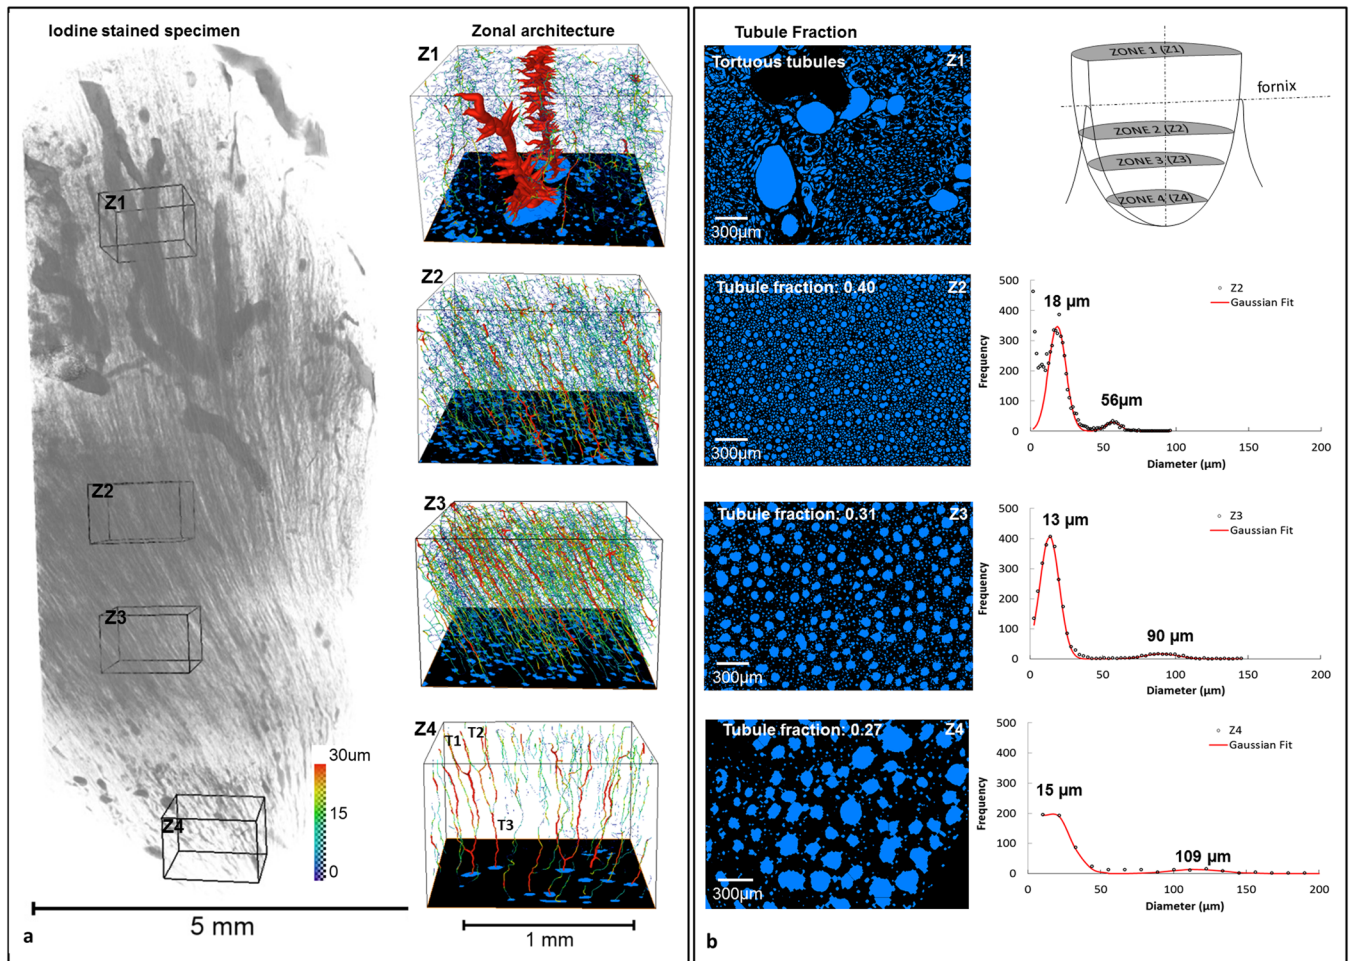 Iodine stained specimen
Z1
Z2
Z3
Z4
30um
15
0
5 mm
a
Zonal architecture
Z1
Z2
Z3
Z4
T1
T2
T3
1 mm
Tubule Fraction
Tortuous tubules
Z1
300µm
ZONE 1 (Z1)
fornix
ZONE 2 (Z2)
ZONE 3 (Z3)
ZONE 4 (Z4)
Tubule fraction: 0.40
Z2
300µm
500
400
300
200
100
0
Frequency
18 µm
56µm
Z2
Gaussian Fit
0 50 100 150 200
Diameter (µm)
Tubule fraction: 0.31
Z3
300µm
500
400
300
200
100
0
Frequency
13 µm
90 µm
Z3
Gaussian Fit
0 50 100 150 200
Diameter (µm)
Tubule fraction: 0.27
Z4
300µm
500
400
300
200
100
0
Frequency
15 µm
109 µm
Z4
Gaussian Fit
0 50 100 150 200
Diameter (µm)
b